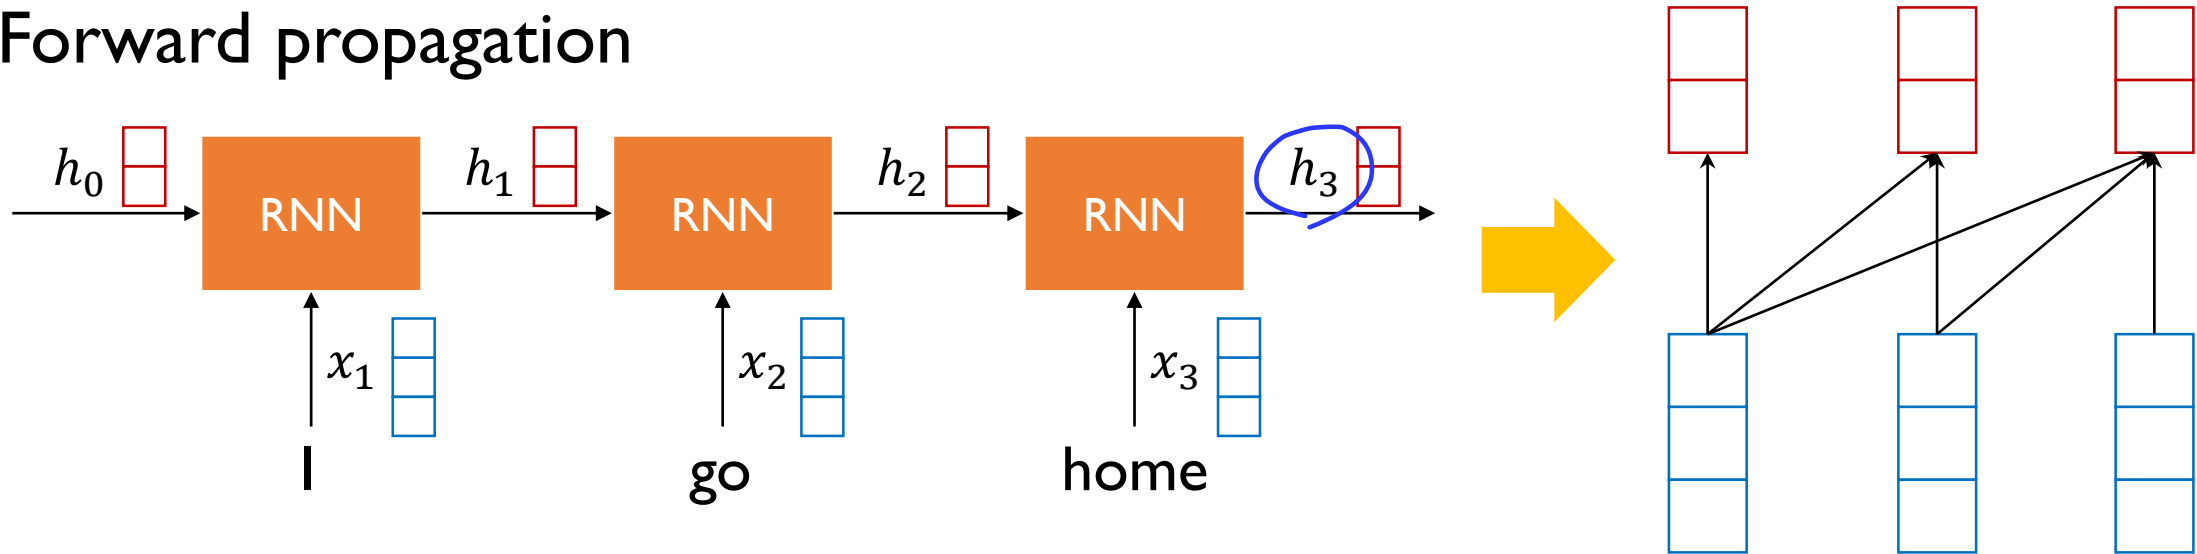 Forward propagation
h₀ RNN h₁ RNN h₂ RNN h₃
x₁ x₂ x₃
I go home